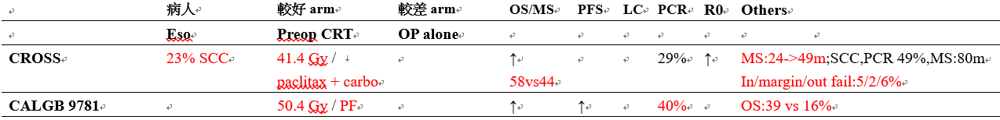 病人 較好 arm 較差 arm OS/MS PFS LC PCR R0 Others
Eso Preop CRT OP alone
CROSS 23% SCC 41.4 Gy / ↑ 29% ↑ MS:24->49m;SCC,PCR 49%,MS:80m
paclitax + carbo 58vs44 In/margin/out fail:5/2/6%
CALGB 9781 50.4 Gy / PF ↑ ↑ 40% OS:39 vs 16%